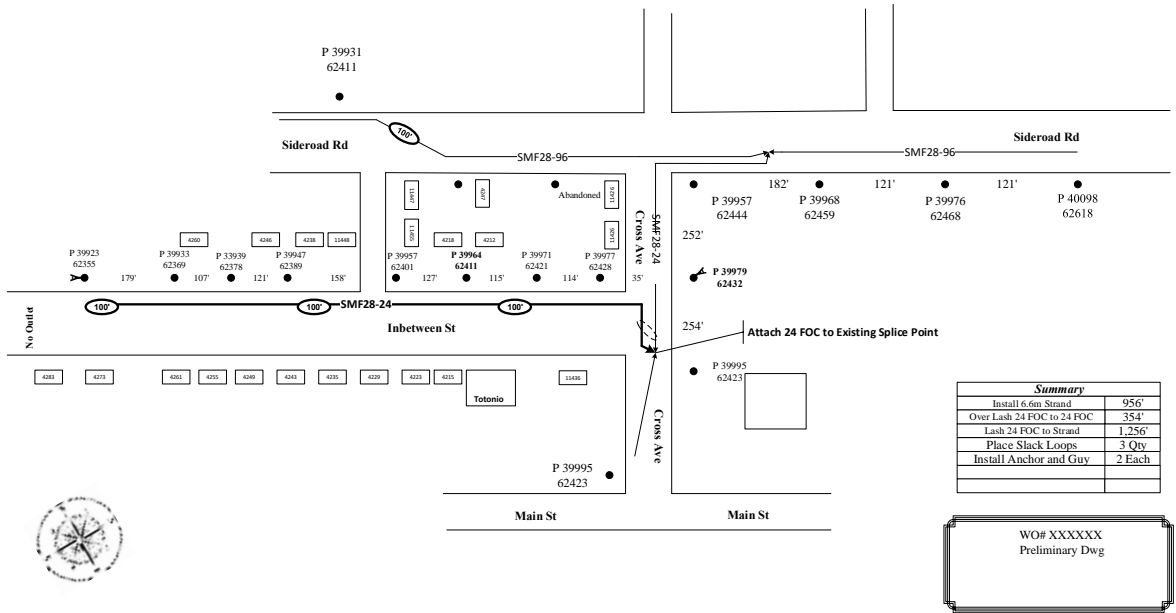 P 39931
62411
Sideroad Rd
Sideroad Rd
100'
SMF28-96
SMF28-96
11447
4247
Abandoned
11455
4218
4212
Cross Ave
SMF28-24
P 39957
62444
182'
P 39968
62459
121'
P 39976
62468
121'
P 40098
62618
252'
4260
4246
4238
11448
P 39923
62355
179'
P 39933
62369
107'
P 33939
62378
121'
P 39947
62389
158'
P 39957
62401
127'
P 39964
62411
115'
P 39971
62421
114'
P 39977
62428
35'
P 39979
62432
100'
100'
SMF28-24
100'
Inbetween St
No Outlet
254'
Attach 24 FOC to Existing Splice Point
P 39995
62423
4283
4273
4261
4255
4249
4243
4235
4229
4223
4215
Totonio
11436
Cross Ave
P 39995
62423
Main St
Main St
Summary
Install 6.6m Strand 956'
Over Lash 24 FOC to 24 FOC 354'
Lash 24 FOC to Strand 1,256'
Place Slack Loops 3 Qty
Install Anchor and Guy 2 Each
WO# XXXXXX
Preliminary Dwg